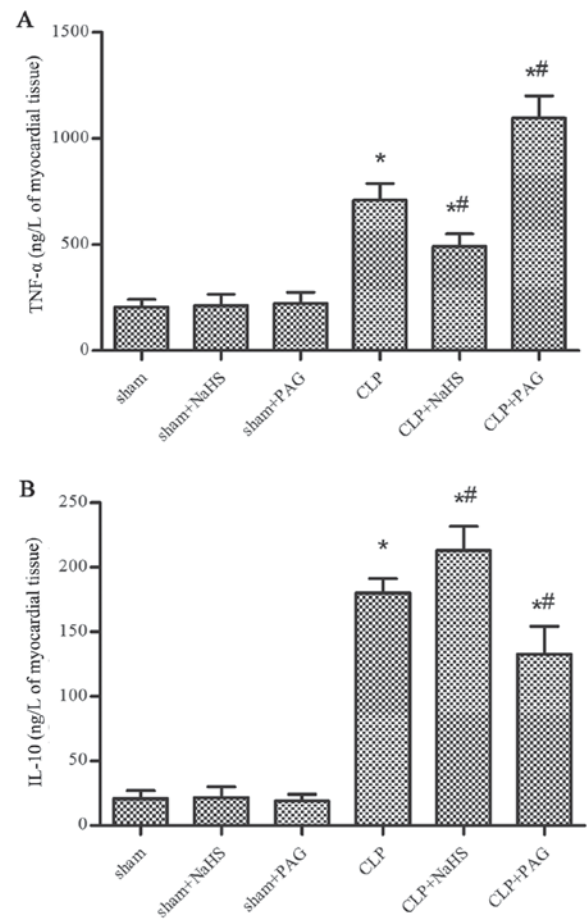 A
1500
1000
500
0
TNF-α (ng/L of myocardial tissue)
*
*#
*#
sham
sham+NaHS
sham+PAG
CLP
CLP+NaHS
CLP+PAG
B
250
200
150
100
50
0
IL-10 (ng/L of myocardial tissue)
*
*#
*#
sham
sham+NaHS
sham+PAG
CLP
CLP+NaHS
CLP+PAG